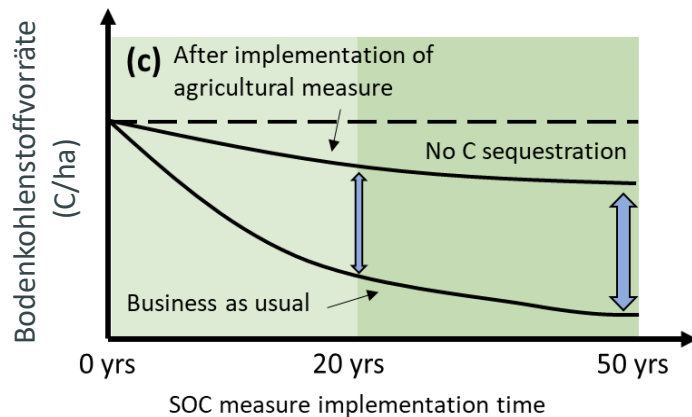 Bodenkohlenstoffvorräte
(C/ha)
(c) After implementation of
agricultural measure
No C sequestration
Business as usual
0 yrs 20 yrs 50 yrs
SOC measure implementation time